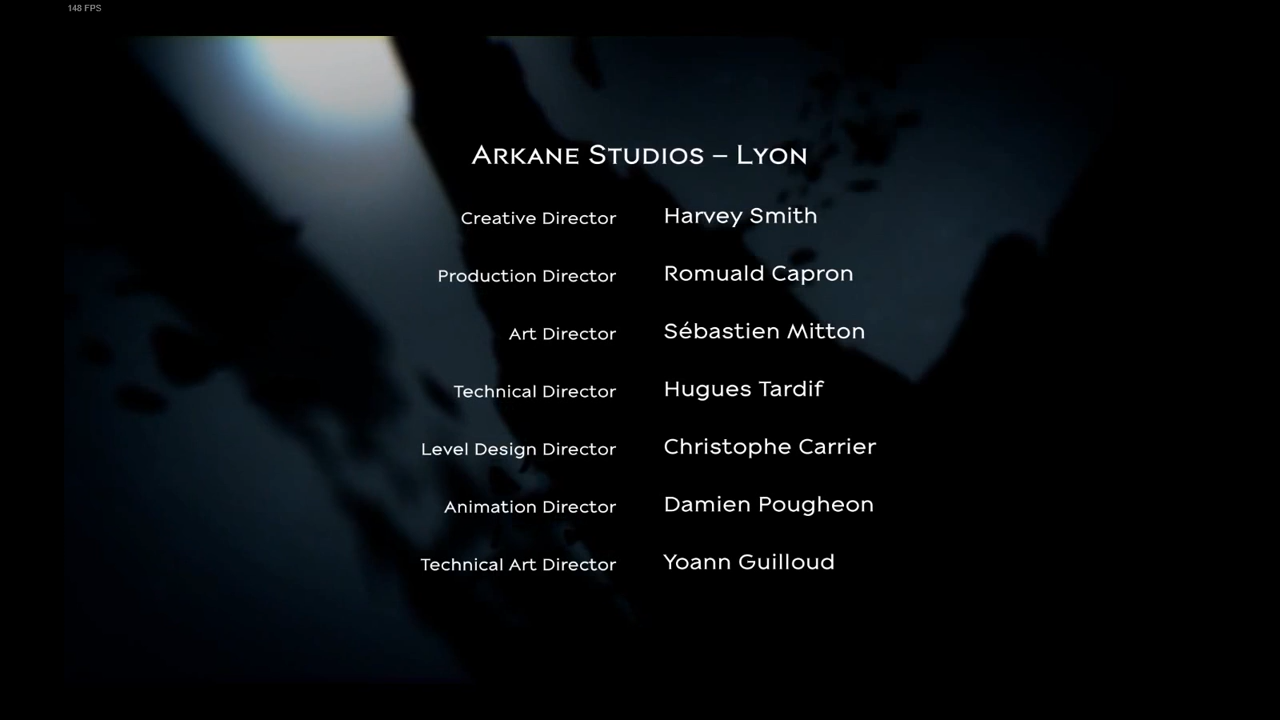 148 FPS
Arkane Studios – Lyon
Creative Director Harvey Smith
Production Director Romuald Capron
Art Director Sébastien Mitton
Technical Director Hugues Tardif
Level Design Director Christophe Carrier
Animation Director Damien Pougheon
Technical Art Director Yoann Guilloud